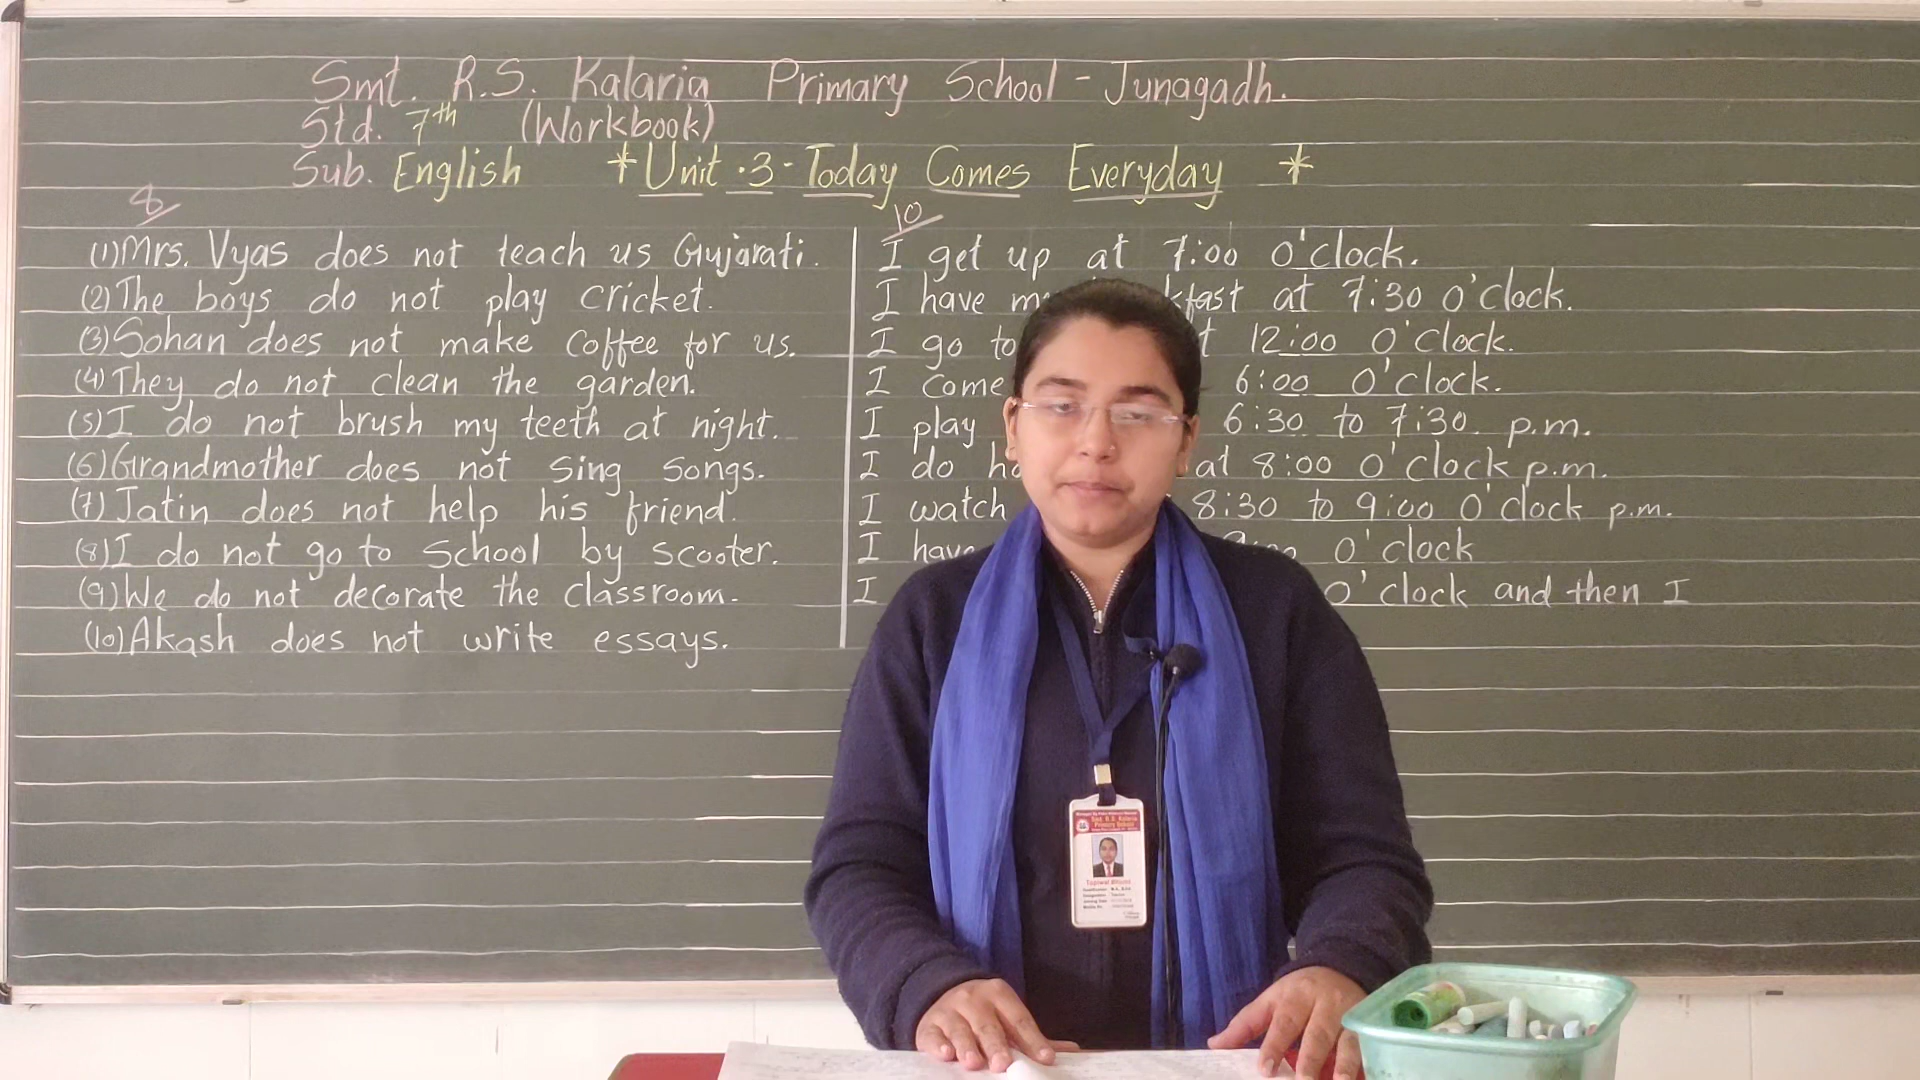 Smt. R.S. Kalaria Primary School - Junagadh.
Std. 7th (Workbook)
Sub. English * Unit.3 - Today Comes Everyday *
8
(1) Mrs. Vyas does not teach us Gujarati.
(2) The boys do not play cricket.
(3) Sohan does not make coffee for us.
(4) They do not clean the garden.
(5) I do not brush my teeth at night.
(6) Grandmother does not sing songs.
(7) Jatin does not help his friend.
(8) I do not go to school by scooter.
(9) We do not decorate the classroom.
(10) Akash does not write essays.
10
I get up at 7:00 O'clock.
I have at 7:30 O'clock.
I go to 12:00 O'clock.
I come 6:00 O'clock.
I play 6:30 to 7:30 p.m.
I do at 8:00 O'clock p.m.
I watch 8:30 to 9:00 O'clock p.m.
I have O'clock
I O'clock and then I
Smt. R. S. Kalaria
Primary School